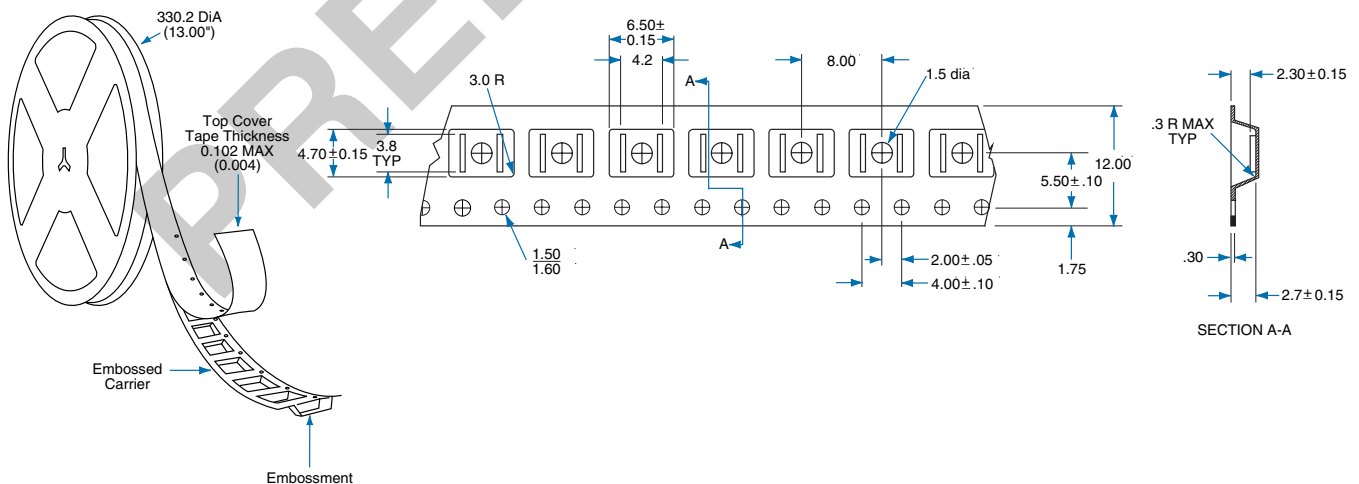 330.2 DiA
(13.00")
Top Cover
Tape Thickness
0.102 MAX
(0.004)
Embossed
Carrier
Embossment
4.70±0.15
3.8
TYP
3.0 R
6.50±
0.15
4.2
A
A
8.00
1.5 dia
12.00
5.50±.10
1.50
1.60
2.00±.05
4.00±.10
1.75
2.30±0.15
.3 R MAX
TYP
.30
2.7±0.15
SECTION A-A
PRE